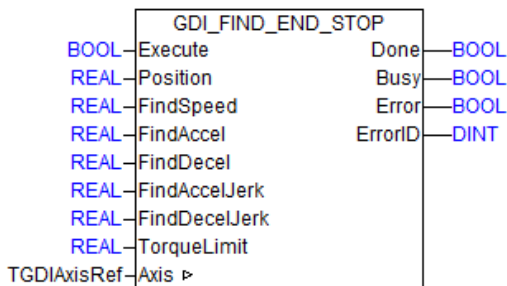 GDI_FIND_END_STOP
BOOL Execute Done BOOL
REAL Position Busy BOOL
REAL FindSpeed Error BOOL
REAL FindAccel ErrorID DINT
REAL FindDecel
REAL FindAccelJerk
REAL FindDecelJerk
REAL TorqueLimit
TGDIAxisRef Axis